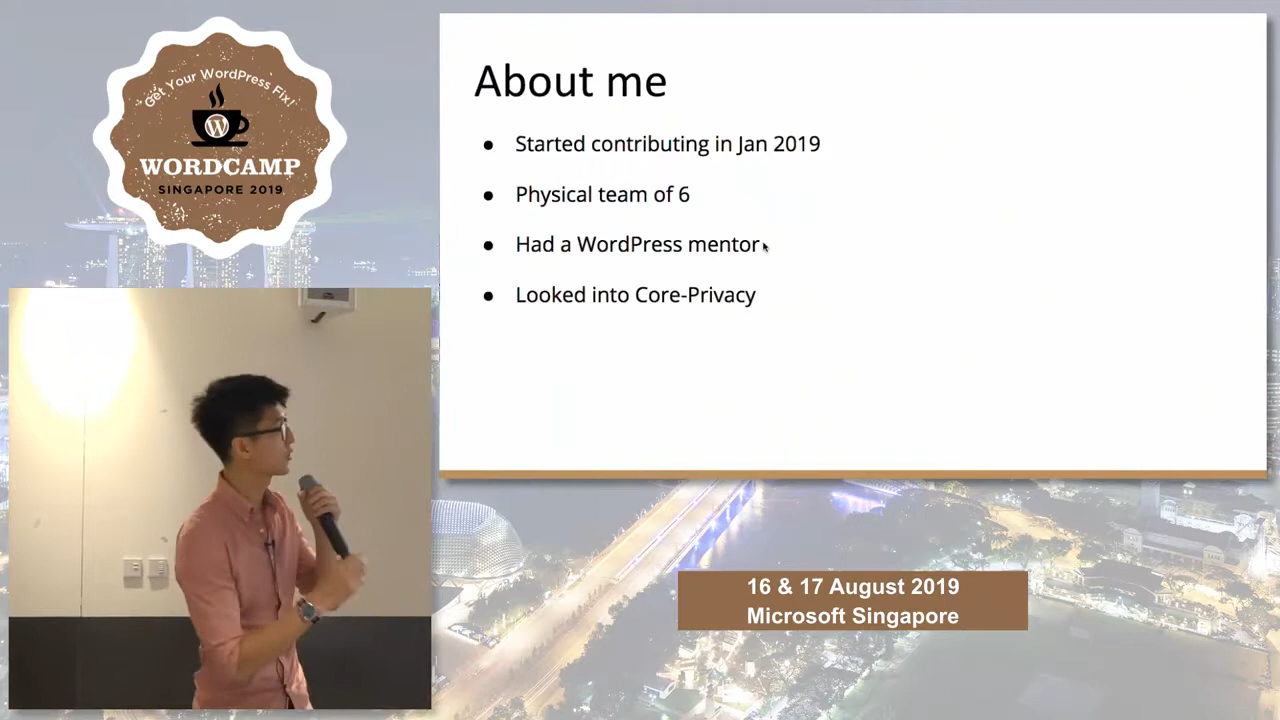 Get Your WordPress Fix!
WORDCAMP
SINGAPORE 2019
About me
● Started contributing in Jan 2019
● Physical team of 6
● Had a WordPress mentor
● Looked into Core-Privacy
16 & 17 August 2019
Microsoft Singapore